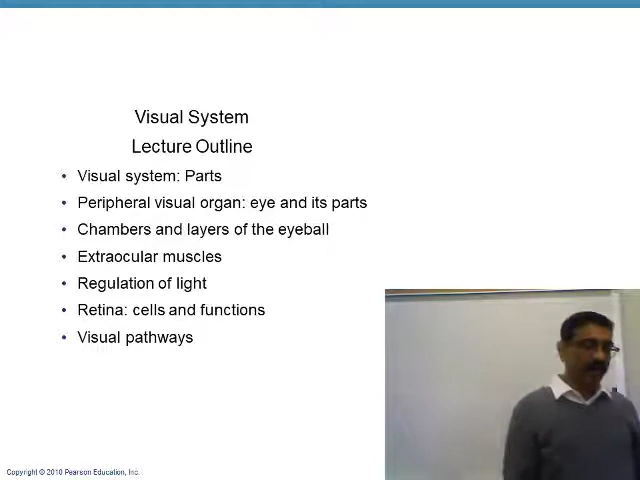 Visual System
Lecture Outline
• Visual system: Parts
• Peripheral visual organ: eye and its parts
• Chambers and layers of the eyeball
• Extraocular muscles
• Regulation of light
• Retina: cells and functions
• Visual pathways
Copyright © 2010 Pearson Education, Inc.